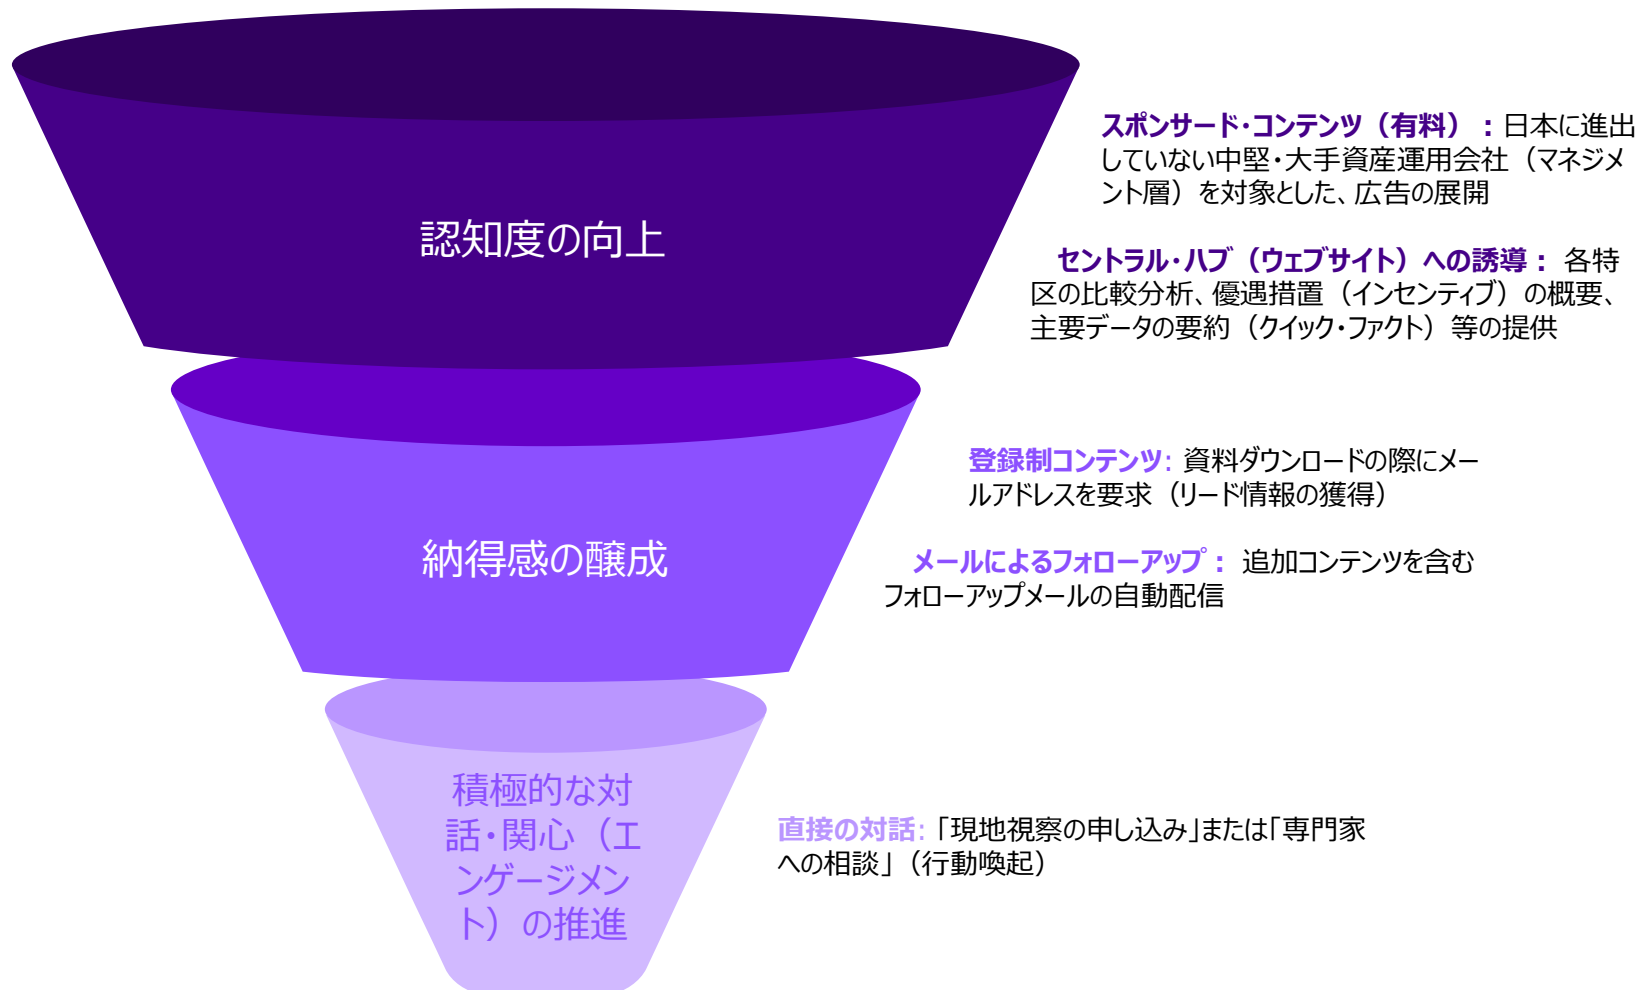 スポンサード・コンテンツ（有料）：日本に進出
していない中堅・大手資産運用会社（マネジメ
ント層）を対象とした、広告の展開
認知度の向上
セントラル・ハブ（ウェブサイト）への誘導： 各特
区の比較分析、優遇措置（インセンティブ）の概要、
主要データの要約（クイック・ファクト）等の提供
登録制コンテンツ: 資料ダウンロードの際にメー
ルアドレスを要求（リード情報の獲得）
納得感の醸成
メールによるフォローアップ： 追加コンテンツを含む
フォローアップメールの自動配信
積極的な対
話・関心（エ
ンゲージメン
ト）の推進
直接の対話: 「現地視察の申し込み」または「専門家
への相談」（行動喚起）